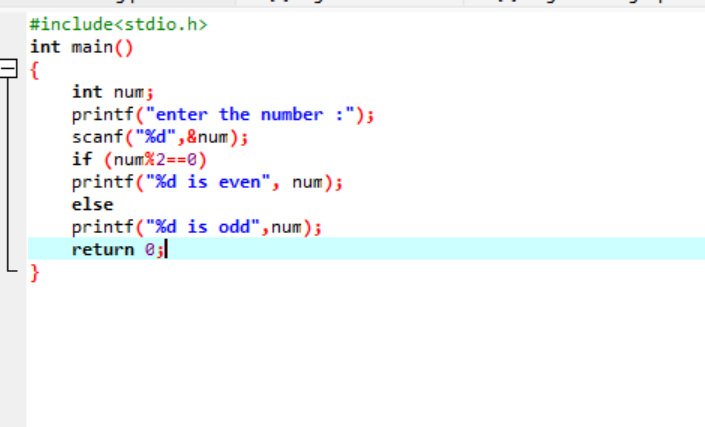 #include<stdio.h>
int main()
{
    int num;
    printf("enter the number :");
    scanf("%d",&num);
    if (num%2==0)
    printf("%d is even", num);
    else
    printf("%d is odd",num);
    return 0;
}